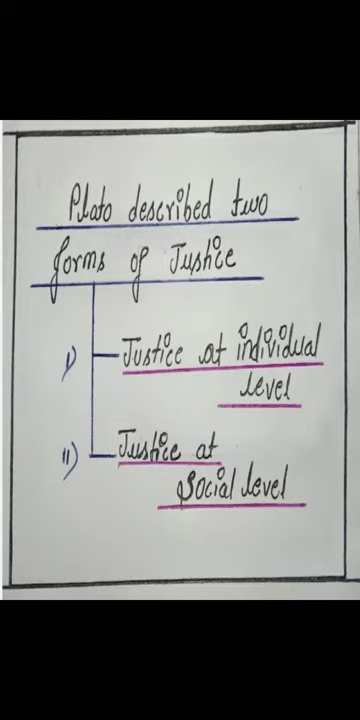 Plato described two
forms of Justice
I) Justice at individual
level
II) Justice at
Social level